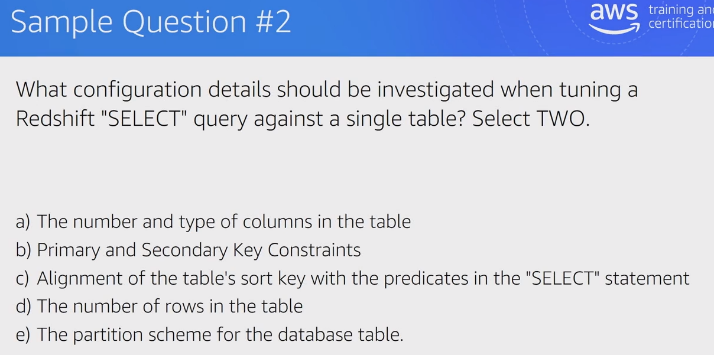 Sample Question #2
aws training an
certificatio
What configuration details should be investigated when tuning a
Redshift "SELECT" query against a single table? Select TWO.
a) The number and type of columns in the table
b) Primary and Secondary Key Constraints
c) Alignment of the table's sort key with the predicates in the "SELECT" statement
d) The number of rows in the table
e) The partition scheme for the database table.